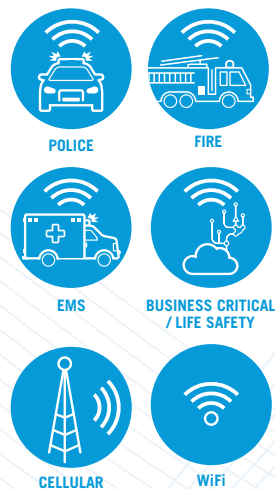 POLICE
FIRE
EMS
BUSINESS CRITICAL
/ LIFE SAFETY
CELLULAR
WiFi